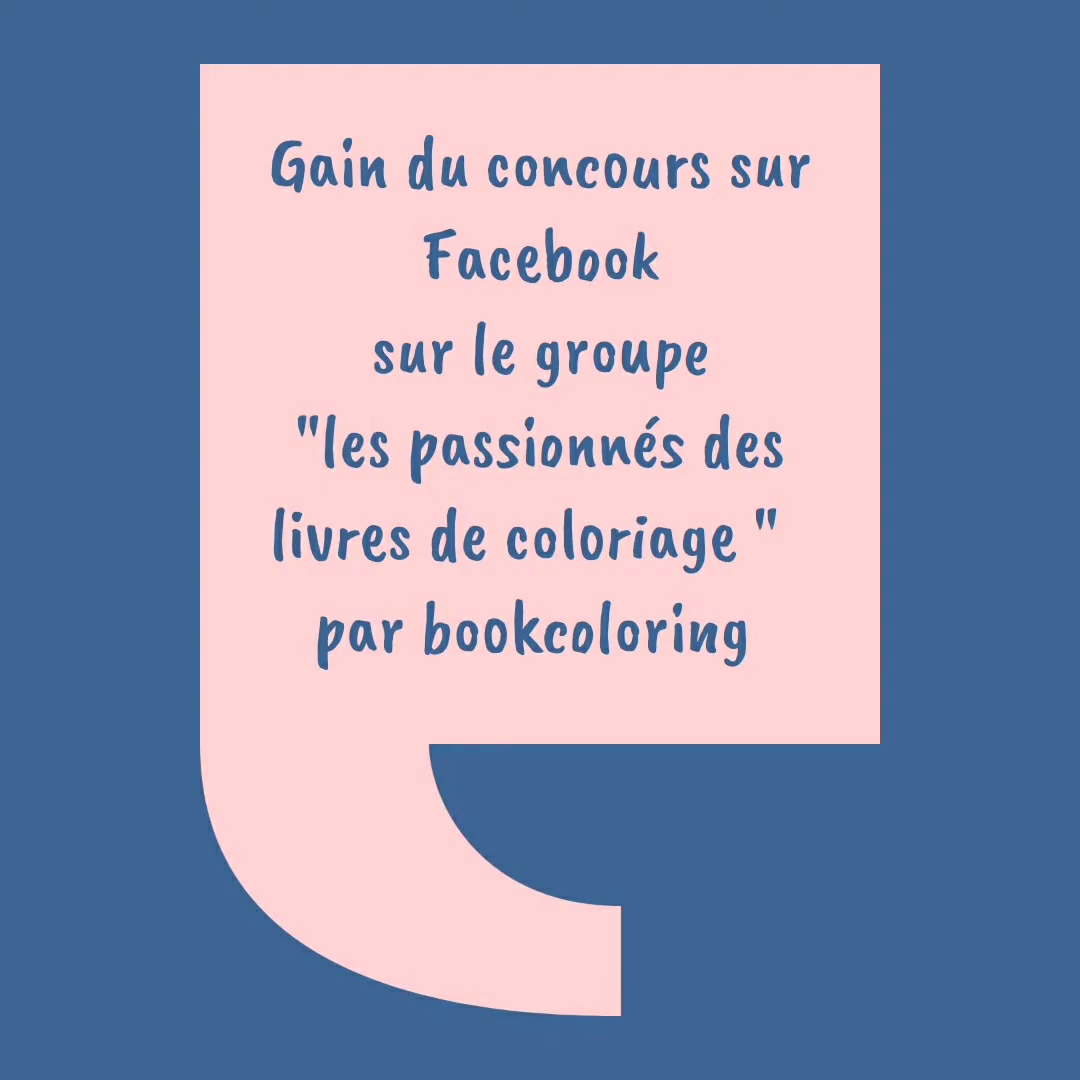 Gain du concours sur
Facebook
sur le groupe
"les passionnés des
livres de coloriage "
par bookcoloring